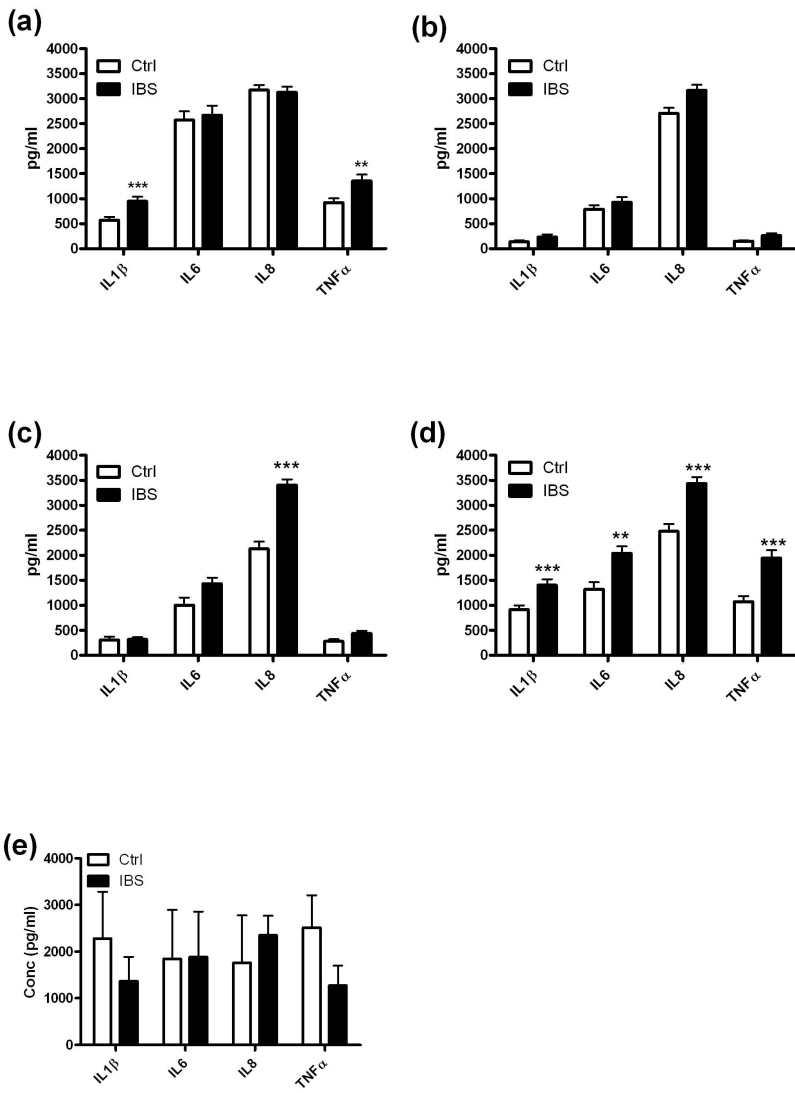 (a)
4000
3500
3000
2500
2000
1500
1000
500
0
pg/ml
Ctrl
IBS
***
**
IL1β
IL6
IL8
TNFα
(b)
4000
3500
3000
2500
2000
1500
1000
500
0
pg/ml
Ctrl
IBS
IL1β
IL6
IL8
TNFα
(c)
4000
3500
3000
2500
2000
1500
1000
500
0
pg/ml
Ctrl
IBS
***
IL1β
IL6
IL8
TNFα
(d)
4000
3500
3000
2500
2000
1500
1000
500
0
pg/ml
Ctrl
IBS
***
**
***
***
IL1β
IL6
IL8
TNFα
(e)
4000
3000
2000
1000
0
Conc (pg/ml)
Ctrl
IBS
IL1β
IL6
IL8
TNFα